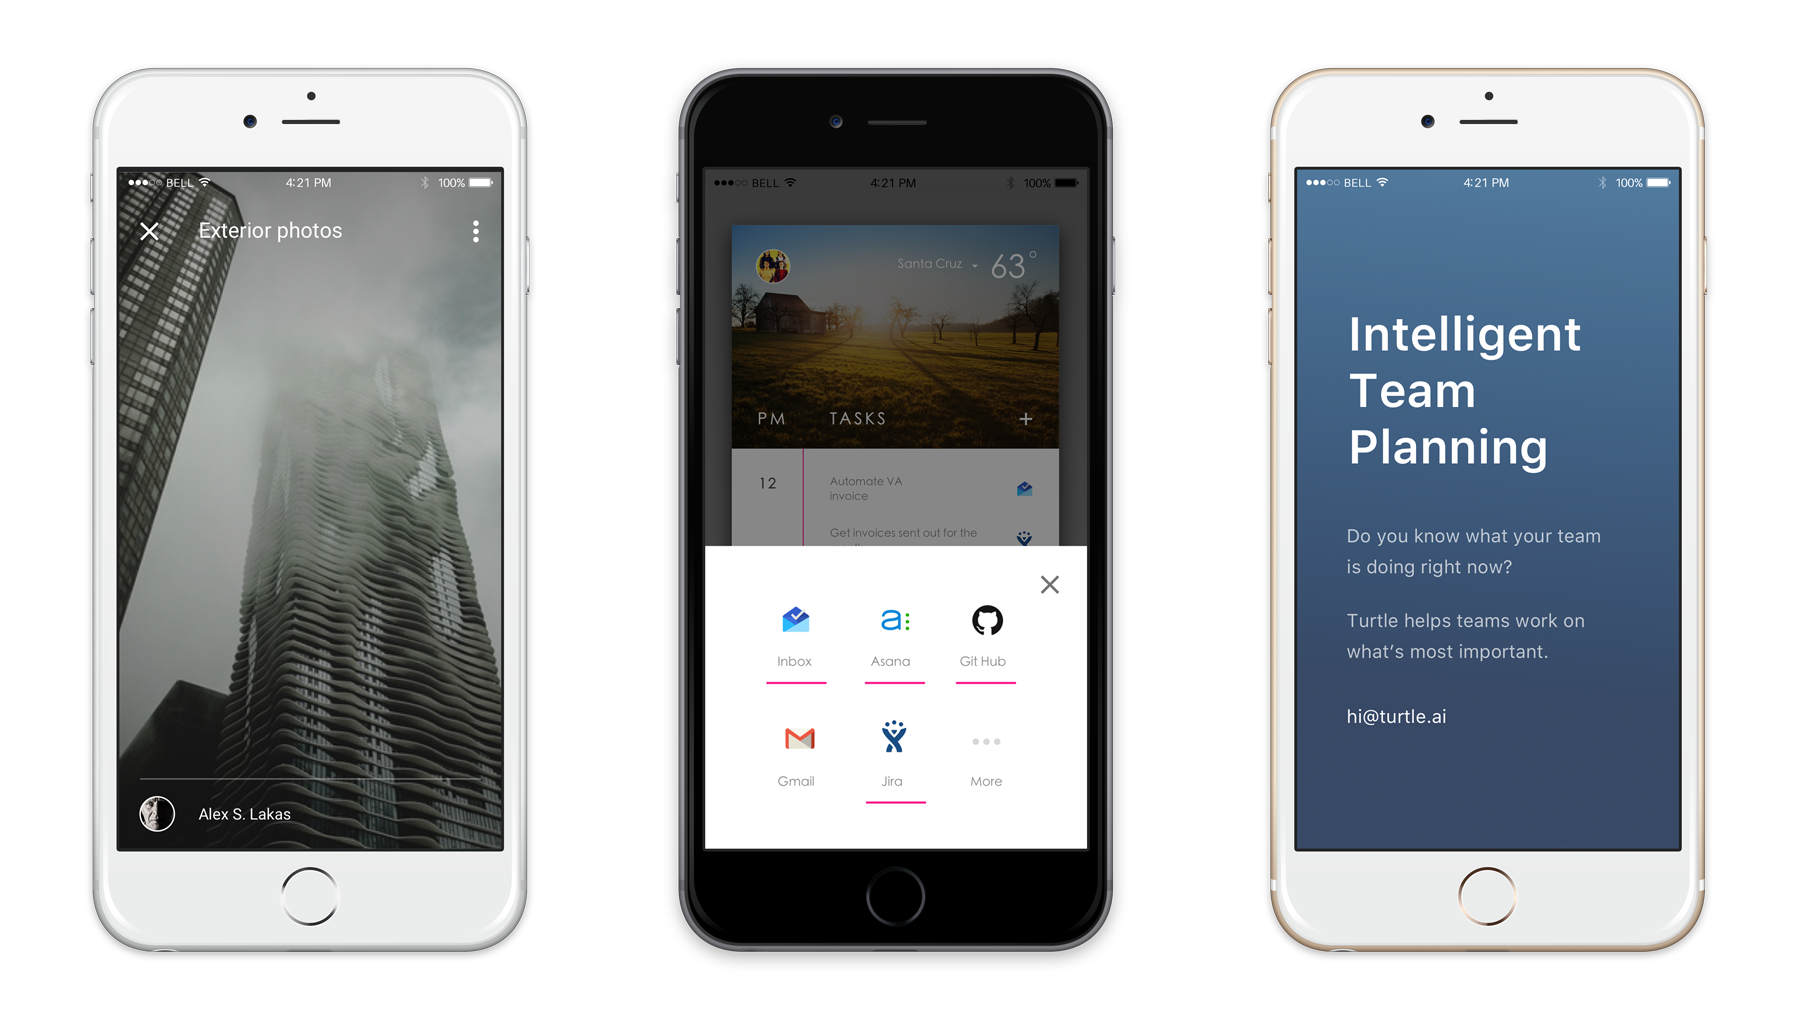 BELL 4:21 PM 100%
Exterior photos
Alex S. Lakas
BELL 4:21 PM 100%
Santa Cruz 63°
PM TASKS +
12 Automate VA
invoice
Get invoices sent out for the
Inbox Asana Git Hub
Gmail Jira More
BELL 4:21 PM 100%
Intelligent
Team
Planning
Do you know what your team
is doing right now?
Turtle helps teams work on
what's most important.
hi@turtle.ai